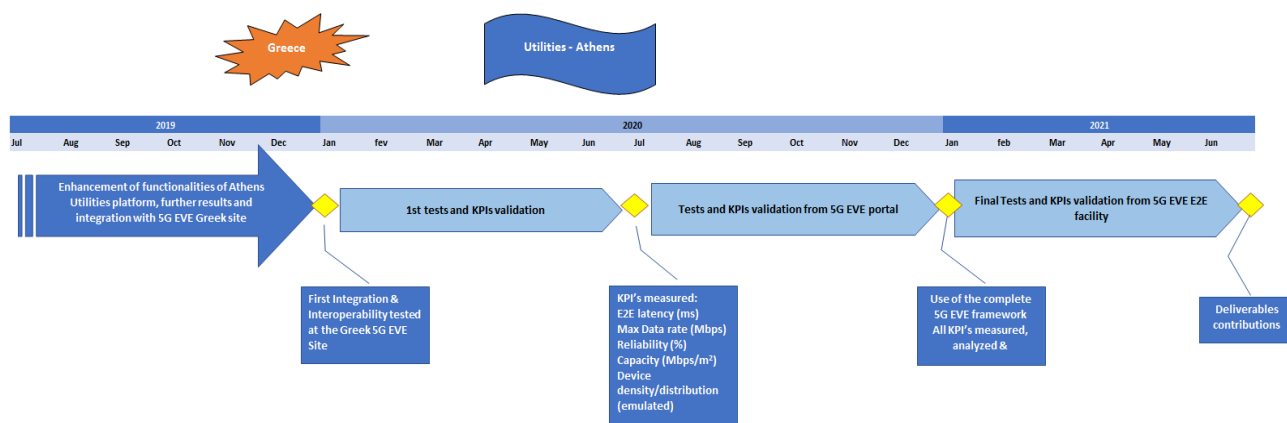 Greece
Utilities - Athens
2019
2020
2021
Jul Aug Sep Oct Nov Dec Jan fev Mar Apr May Jun Jul Aug Sep Oct Nov Dec Jan feb Mar Apr May Jun
Enhancement of functionalities of Athens
Utilities platform, further results and
integration with 5G EVE Greek site
1st tests and KPIs validation
Tests and KPIs validation from 5G EVE portal
Final Tests and KPIs validation from 5G EVE E2E
facility
First Integration &
Interoperability tested
at the Greek 5G EVE
Site
KPI's measured:
E2E latency (ms)
Max Data rate (Mbps)
Reliability (%)
Capacity (Mbps/m²)
Device
density/distribution
(emulated)
Use of the complete
5G EVE framework
All KPI's measured,
analyzed &
Deliverables
contributions